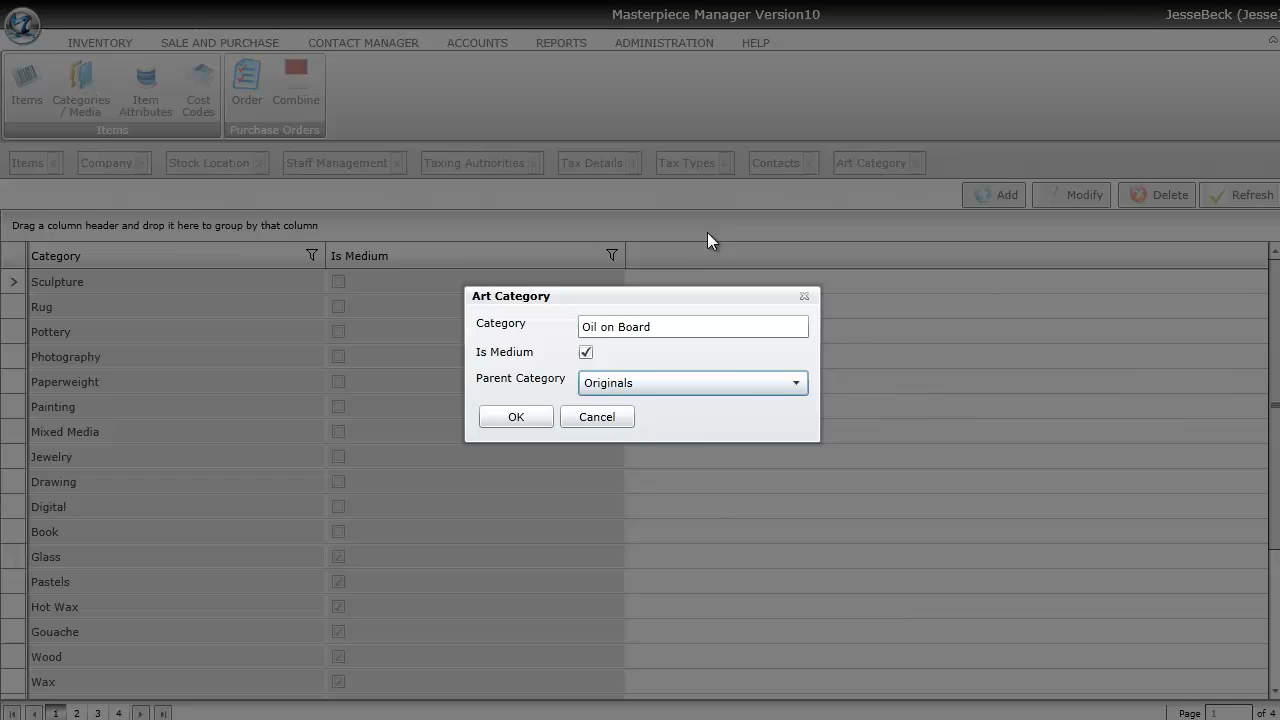 Masterpiece Manager Version10
JesseBeck (Jesse
INVENTORY SALE AND PURCHASE CONTACT MANAGER ACCOUNTS REPORTS ADMINISTRATION HELP
Items Categories / Media Item Attributes Cost Codes Order Combine
Items Purchase Orders
Items Company Stock Location Staff Management Taxing Authorities Tax Details Tax Types Contacts Art Category
Add Modify Delete Refresh
Drag a column header and drop it here to group by that column
Category Is Medium
Sculpture
Rug
Pottery
Photography
Paperweight
Painting
Mixed Media
Jewelry
Drawing
Digital
Book
Glass
Pastels
Hot Wax
Gouache
Wood
Wax
Art Category
Category Oil on Board
Is Medium
Parent Category Originals
OK Cancel
1 2 3 4
Page 1 of 4